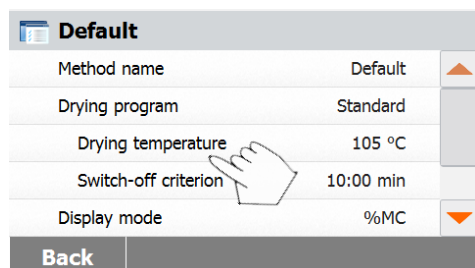 Default
Method name Default
Drying program Standard
Drying temperature 105 ºC
Switch-off criterion 10:00 min
Display mode %MC
Back